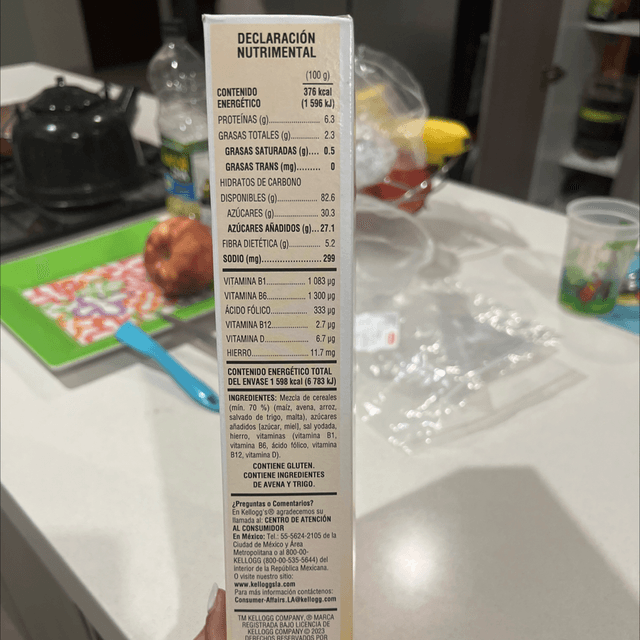 DECLARACIÓN
NUTRIMENTAL
(100 g)
CONTENIDO 376 kcal
ENERGÉTICO (1 596 kJ)
PROTEÍNAS (g)................. 6.3
GRASAS TOTALES (g)............ 2.3
GRASAS SATURADAS (g).... 0.5
GRASAS TRANS (mg)........ 0
HIDRATOS DE CARBONO
DISPONIBLES (g)............... 82.6
AZÚCARES (g)................ 30.3
AZÚCARES AÑADIDOS (g)...27.1
FIBRA DIETÉTICA (g)........... 5.2
SODIO (mg)..................... 299
VITAMINA B1............. 1 083 µg
VITAMINA B6............. 1 300 µg
ÁCIDO FÓLICO............ 333 µg
VITAMINA B12............ 2.7 µg
VITAMINA D.............. 6.7 µg
HIERRO.................. 11.7 mg
CONTENIDO ENERGÉTICO TOTAL
DEL ENVASE 1 598 kcal (6 783 kJ)
INGREDIENTES: Mezcla de cereales
(mín. 70 %) (maíz, avena, arroz,
salvado de trigo, malta), azúcares
añadidos (azúcar, miel), sal yodada,
hierro, vitaminas (vitamina B1,
vitamina B6, ácido fólico, vitamina
B12, vitamina D).
CONTIENE GLUTEN.
CONTIENE INGREDIENTES
DE AVENA Y TRIGO.
¿Preguntas o Comentarios?
En Kellogg's® agradecemos su
llamada al: CENTRO DE ATENCIÓN
AL CONSUMIDOR
En México: Tel.: 55-5624-2105 de la
Ciudad de México y Área
Metropolitana o al 800-00-
KELLOGG (800-00-535-5644) del
interior de la República Mexicana.
O visite nuestro sitio:
www.kelloggsla.com
Para más información contáctenos:
Consumer-Affairs.LA@kellogg.com
TM KELLOGG COMPANY, ® MARCA
REGISTRADA BAJO LICENCIA DE
KELLOGG COMPANY © 2023
DERECHOS RESERVADOS POR